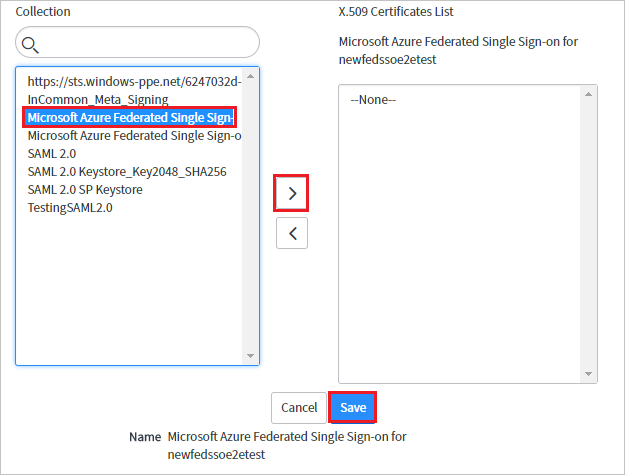 Collection
https://sts.windows-ppe.net/6247032d-
InCommon_Meta_Signing
Microsoft Azure Federated Single Sign-
Microsoft Azure Federated Single Sign-o
SAML 2.0
SAML 2.0 Keystore_Key2048_SHA256
SAML 2.0 SP Keystore
TestingSAML2.0
X.509 Certificates List
Microsoft Azure Federated Single Sign-on for
newfedssoe2etest
--None--
Cancel
Save
Name Microsoft Azure Federated Single Sign-on for
newfedssoe2etest